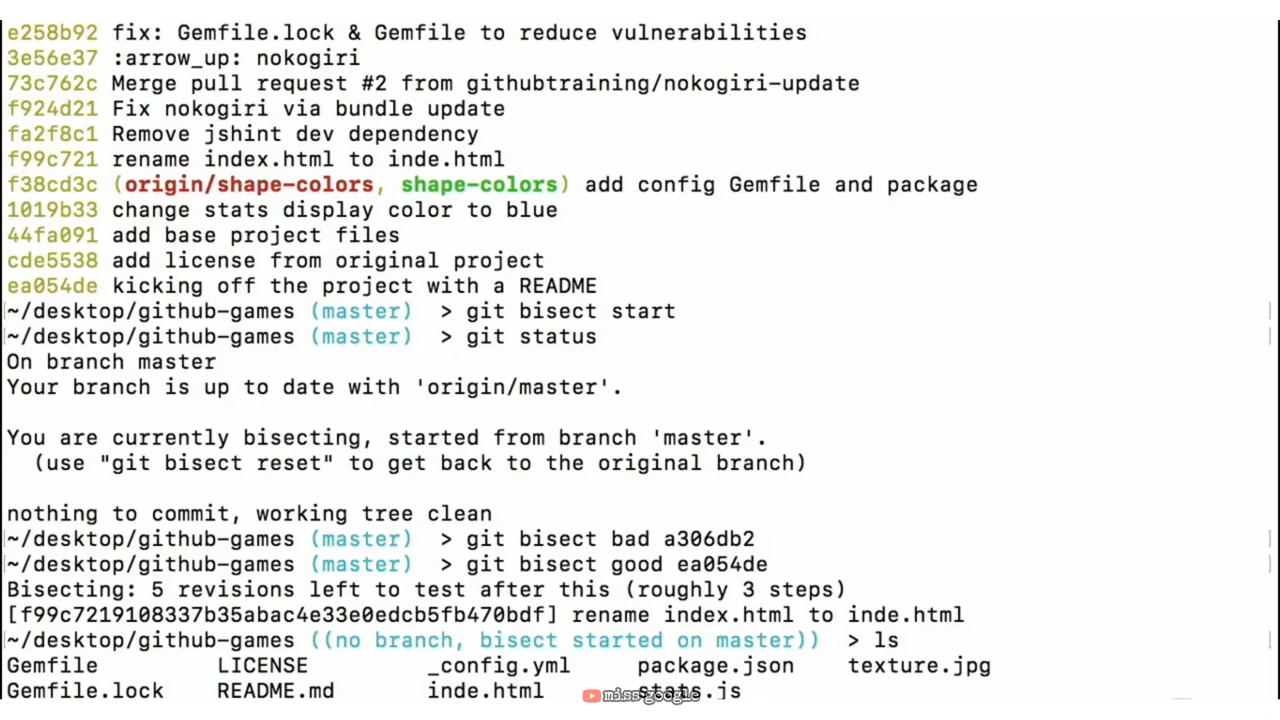 e258b92 fix: Gemfile.lock & Gemfile to reduce vulnerabilities
3e56e37 :arrow_up: nokogiri
73c762c Merge pull request #2 from githubtraining/nokogiri-update
f924d21 Fix nokogiri via bundle update
fa2f8c1 Remove jshint dev dependency
f99c721 rename index.html to inde.html
f38cd3c (origin/shape-colors, shape-colors) add config Gemfile and package
1019b33 change stats display color to blue
44fa091 add base project files
cde5538 add license from original project
ea054de kicking off the project with a README
[~/desktop/github-games (master)  > git bisect start ]
[~/desktop/github-games (master)  > git status ]
On branch master
Your branch is up to date with 'origin/master'.
You are currently bisecting, started from branch 'master'.
(use "git bisect reset" to get back to the original branch)
nothing to commit, working tree clean
[~/desktop/github-games (master)  > git bisect bad a306db2 ]
[~/desktop/github-games (master)  > git bisect good ea054de ]
Bisecting: 5 revisions left to test after this (roughly 3 steps)
[f99c7219108337b35abac4e33e0edcb5fb470bdf] rename index.html to inde.html
[~/desktop/github-games ((no branch, bisect started on master))  > ls ]
Gemfile LICENSE _config.yml package.json texture.jpg
Gemfile.lock README.md inde.html stats.js
miss google